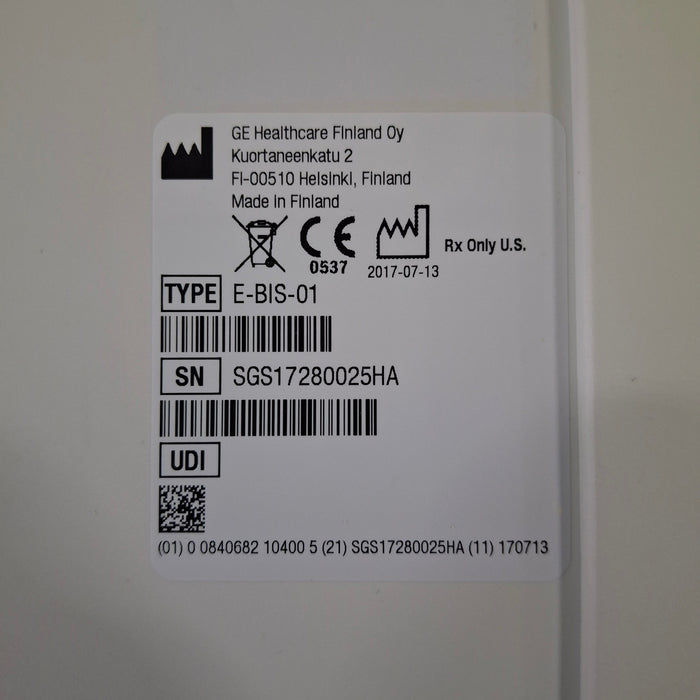 GE Healthcare Finland Oy
Kuortaneenkatu 2
FI-00510 Helsinki, Finland
Made in Finland
CE
0537
2017-07-13
Rx Only U.S.
TYPE E-BIS-01
SN SGS17280025HA
UDI
(01) 0 0840682 10400 5 (21) SGS17280025HA (11) 170713